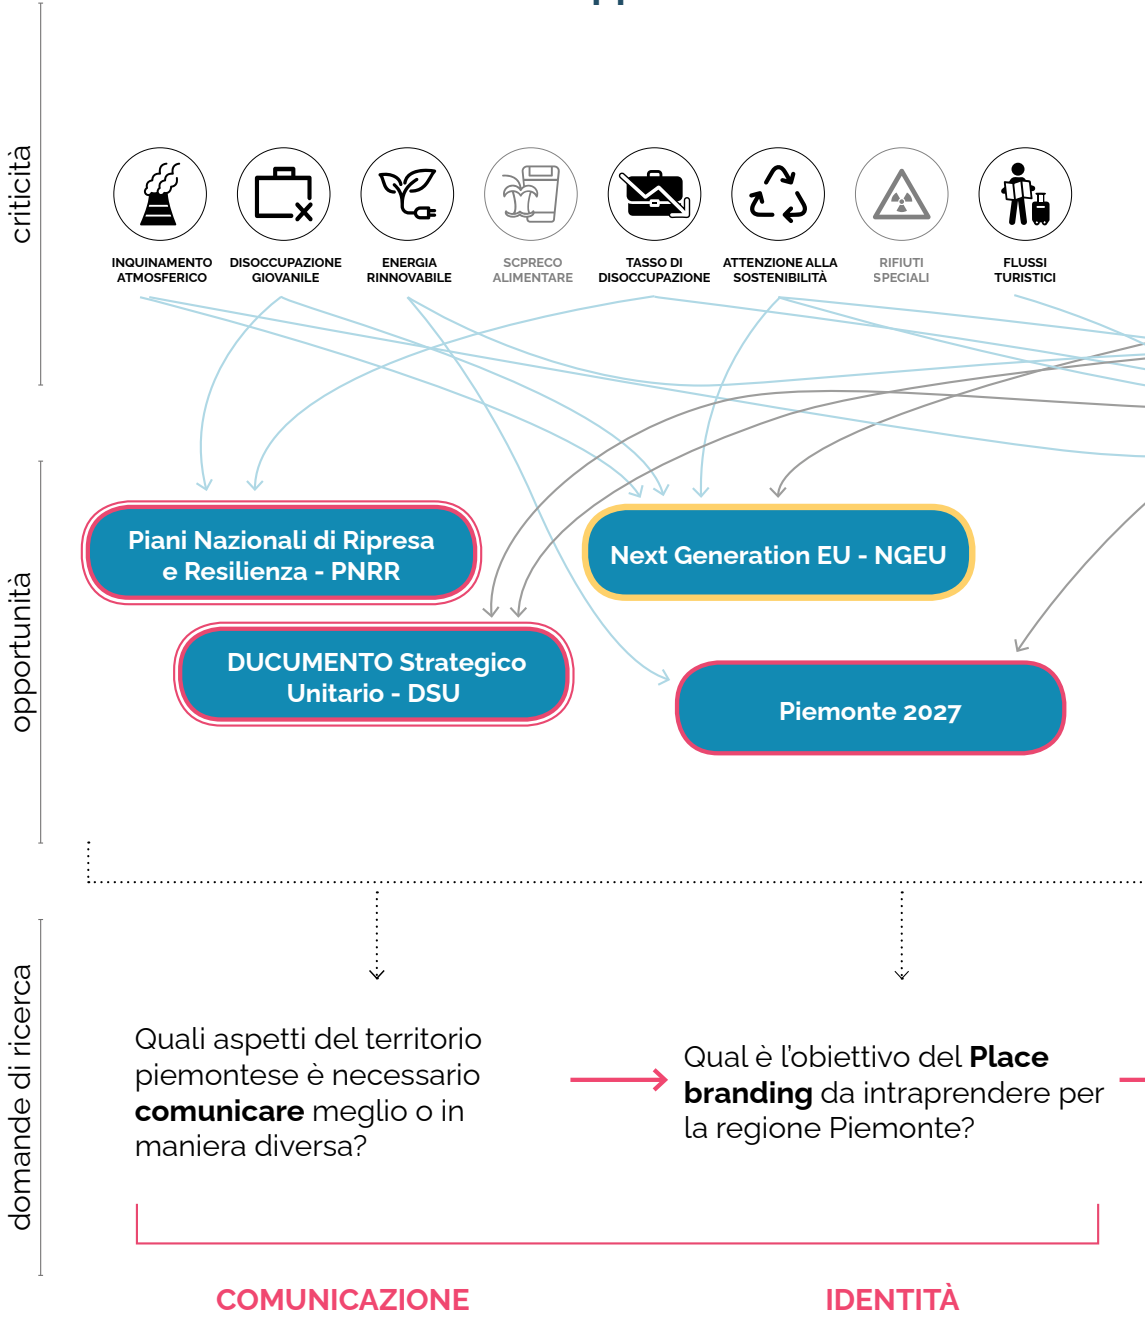 criticità
INQUINAMENTO
ATMOSFERICO
DISOCCUPAZIONE
GIOVANILE
ENERGIA
RINNOVABILE
SCPRECO
ALIMENTARE
TASSO DI
DISOCCUPAZIONE
ATTENZIONE ALLA
SOSTENIBILITÀ
RIFIUTI
SPECIALI
FLUSSI
TURISTICI
opportunità
Piani Nazionali di Ripresa
e Resilienza - PNRR
Next Generation EU - NGEU
DUCUMENTO Strategico
Unitario - DSU
Piemonte 2027
domande di ricerca
Quali aspetti del territorio
piemontese è necessario
comunicare meglio o in
maniera diversa?
Qual è l'obiettivo del Place
branding da intraprendere per
la regione Piemonte?
COMUNICAZIONE
IDENTITÀ